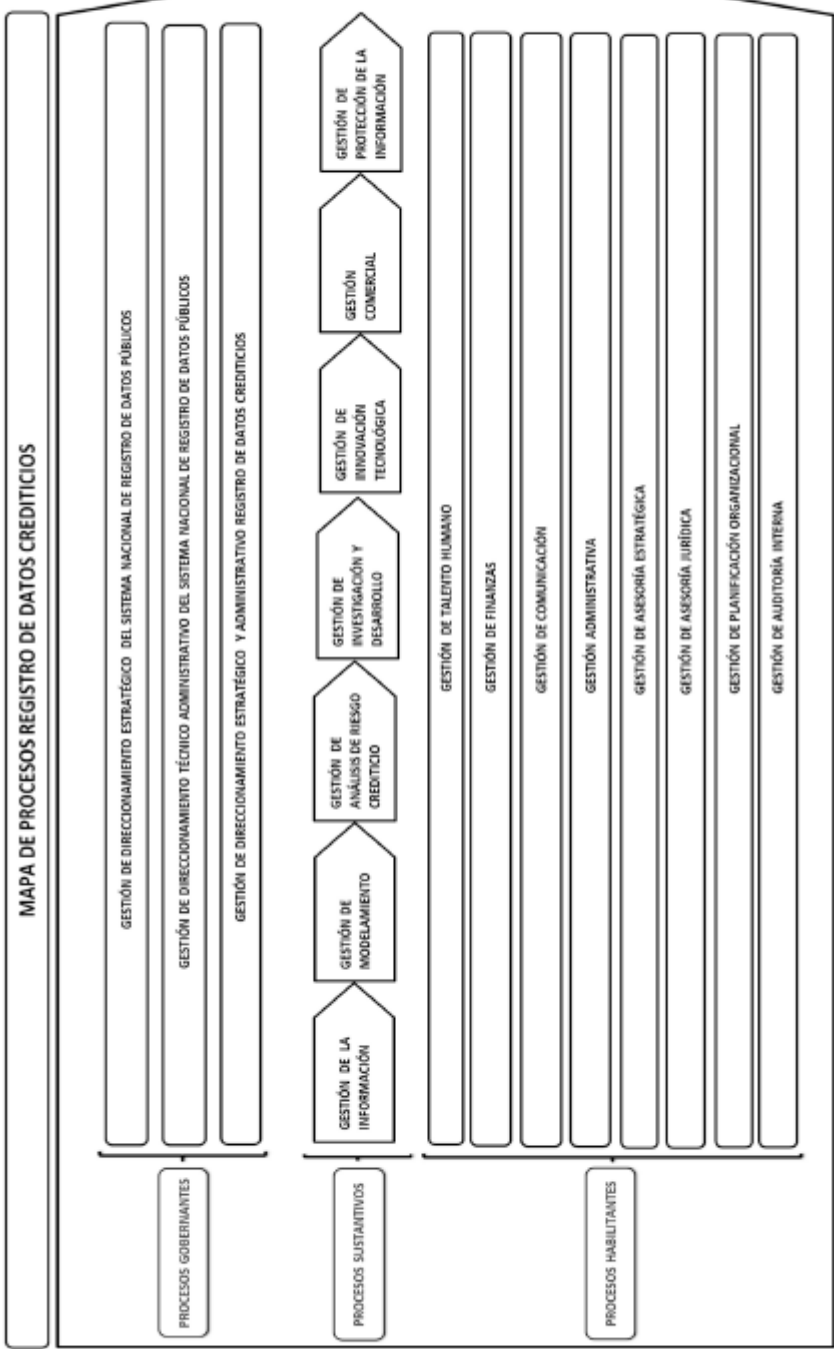 MAPA DE PROCESOS REGISTRO DE DATOS CREDITICIOS
PROCESOS GOBERNANTES
GESTIÓN DE DIRECCIONAMIENTO ESTRATÉGICO DEL SISTEMA NACIONAL DE REGISTRO DE DATOS PÚBLICOS
GESTIÓN DE DIRECCIONAMIENTO TÉCNICO ADMINISTRATIVO DEL SISTEMA NACIONAL DE REGISTRO DE DATOS PÚBLICOS
GESTIÓN DE DIRECCIONAMIENTO ESTRATÉGICO Y ADMINISTRATIVO REGISTRO DE DATOS CREDITICIOS
PROCESOS SUSTANTIVOS
GESTIÓN DE LA
INFORMACIÓN
GESTIÓN DE
MODELAMIENTO
GESTIÓN DE
ANÁLISIS DE RIESGO
CREDITICIO
GESTIÓN DE
INVESTIGACIÓN Y
DESARROLLO
GESTIÓN DE
INNOVACIÓN
TECNOLÓGICA
GESTIÓN
COMERCIAL
GESTIÓN DE
PROTECCIÓN DE LA
INFORMACIÓN
PROCESOS HABILITANTES
GESTIÓN DE TALENTO HUMANO
GESTIÓN DE FINANZAS
GESTIÓN DE COMUNICACIÓN
GESTIÓN ADMINISTRATIVA
GESTIÓN DE ASESORÍA ESTRATÉGICA
GESTIÓN DE ASESORÍA JURÍDICA
GESTIÓN DE PLANIFICACIÓN ORGANIZACIONAL
GESTIÓN DE AUDITORÍA INTERNA